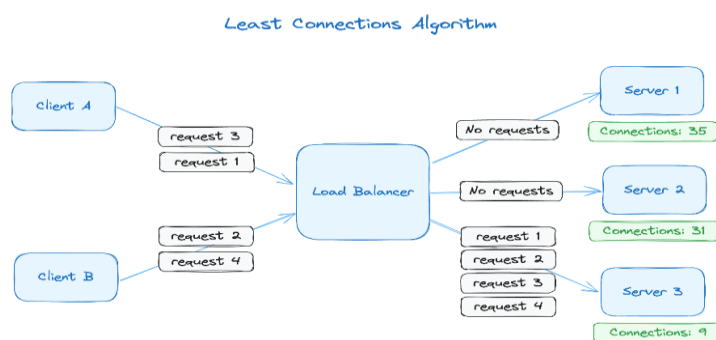 Least Connections Algorithm
Client A
request 3
request 1
Client B
request 2
request 4
Load Balancer
No requests
No requests
request 1
request 2
request 3
request 4
Server 1
Connections: 35
Server 2
Connections: 31
Server 3
Connections: 9